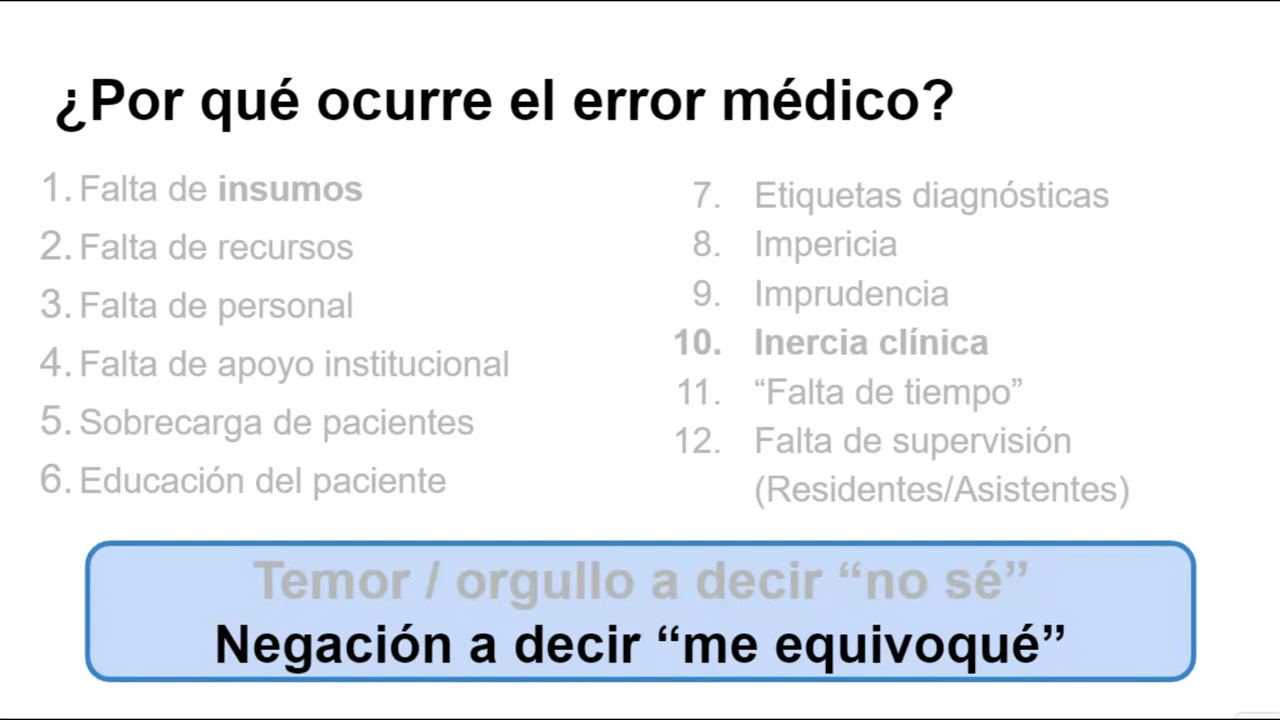 ¿Por qué ocurre el error médico?
1. Falta de insumos
2. Falta de recursos
3. Falta de personal
4. Falta de apoyo institucional
5. Sobrecarga de pacientes
6. Educación del paciente
7. Etiquetas diagnósticas
8. Impericia
9. Imprudencia
10. Inercia clínica
11. “Falta de tiempo”
12. Falta de supervisión
(Residentes/Asistentes)
Temor / orgullo a decir “no sé”
Negación a decir “me equivoqué”